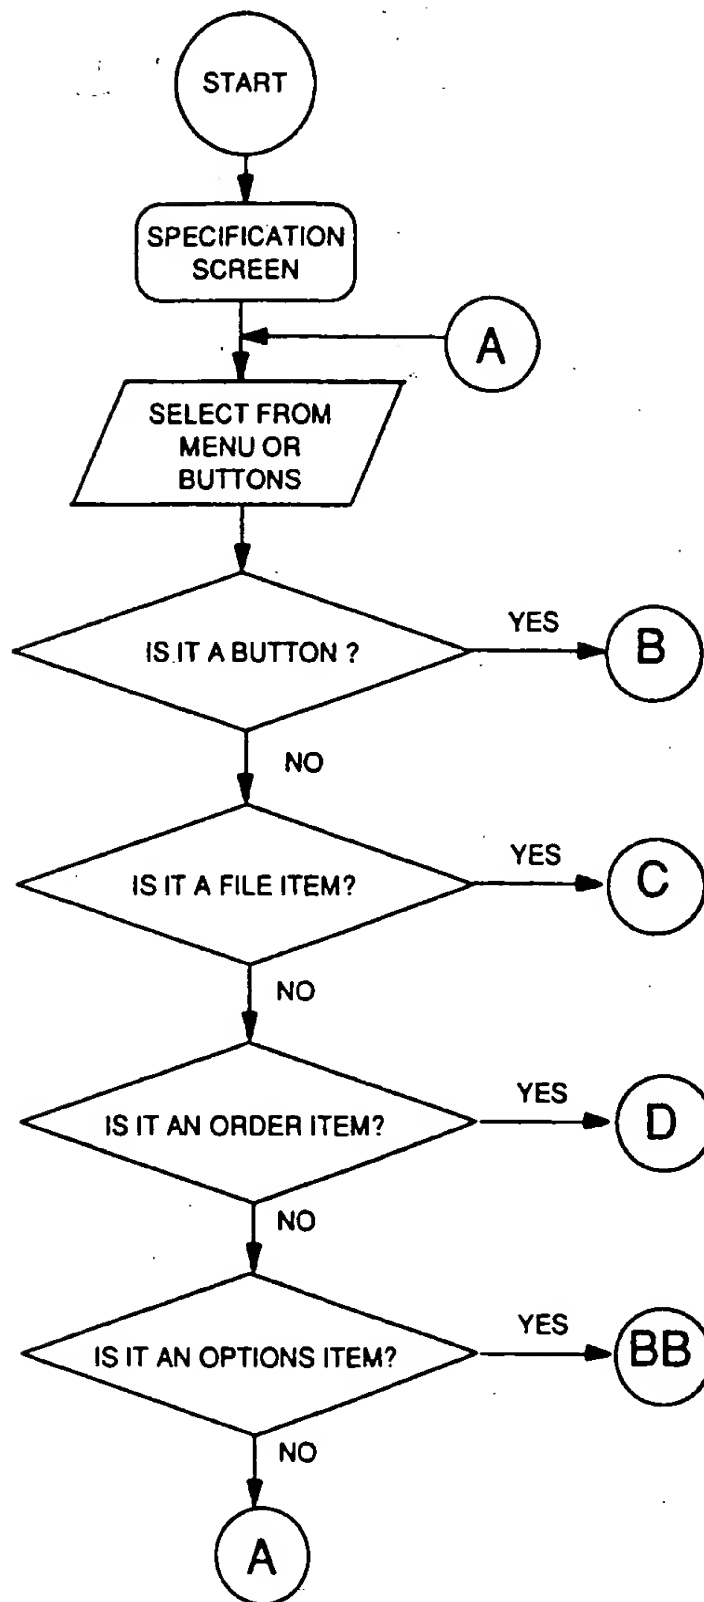 START
SPECIFICATION
SCREEN
A
SELECT FROM
MENU OR
BUTTONS
IS IT A BUTTON ?
YES
B
NO
IS IT A FILE ITEM?
YES
C
NO
IS IT AN ORDER ITEM?
YES
D
NO
IS IT AN OPTIONS ITEM?
YES
BB
NO
A